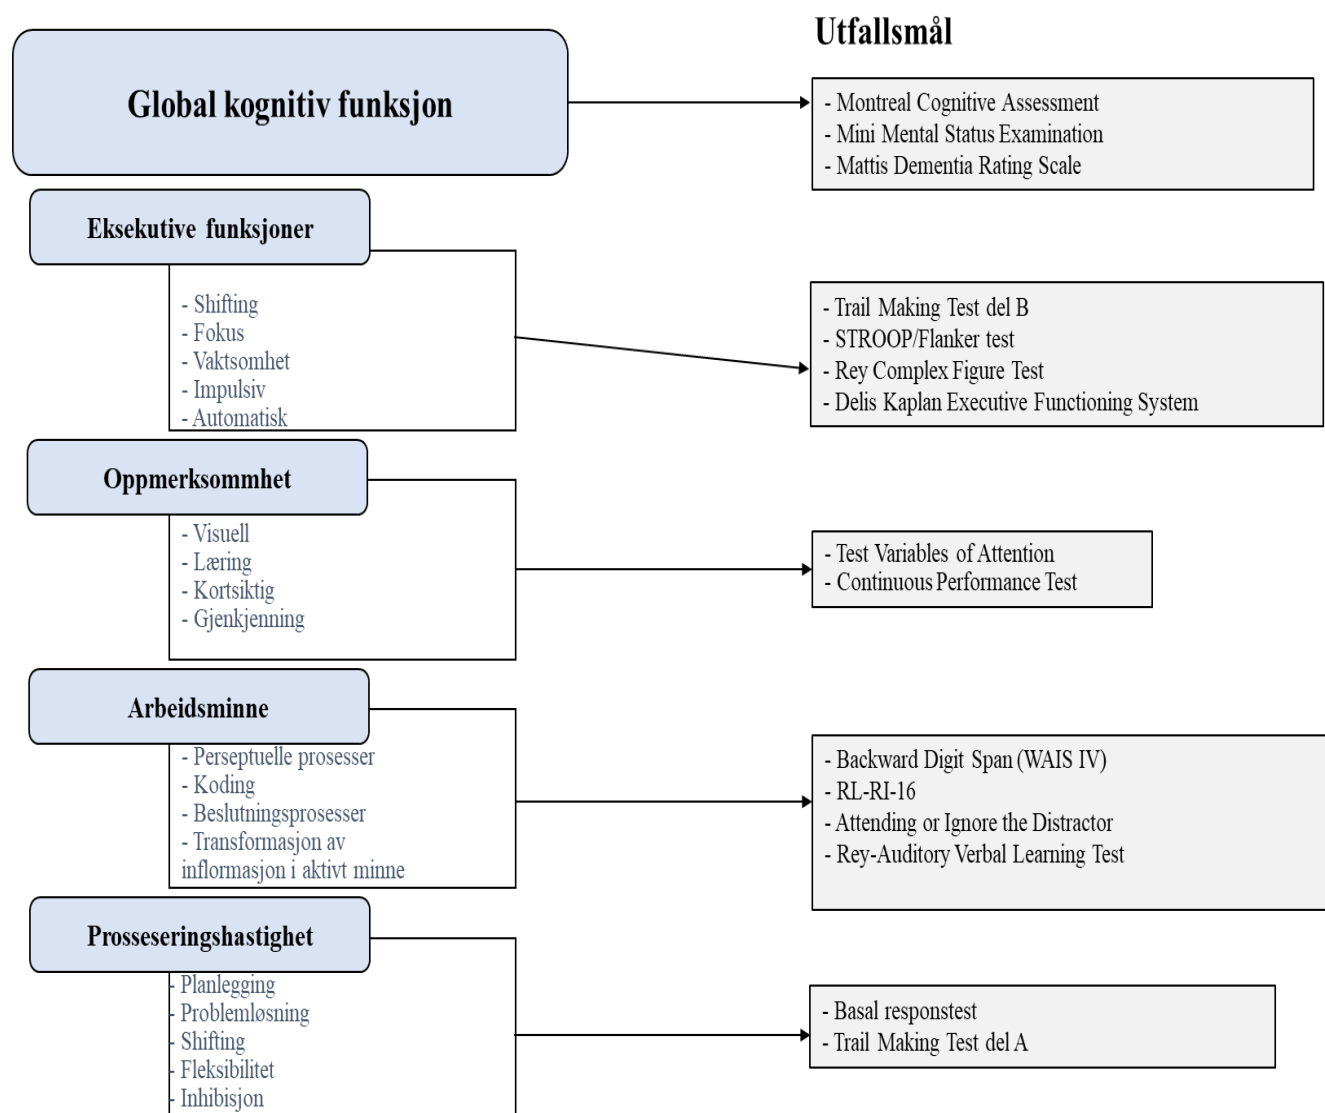 Utfallsmål
Global kognitiv funksjon
- Montreal Cognitive Assessment
- Mini Mental Status Examination
- Mattis Dementia Rating Scale
Eksekutive funksjoner
- Shifting
- Fokus
- Vaktsomhet
- Impulsiv
- Automatisk
- Trail Making Test del B
- STROOP/Flanker test
- Rey Complex Figure Test
- Delis Kaplan Executive Functioning System
Oppmerksommhet
- Visuell
- Læring
- Kortsiktig
- Gjenkjenning
- Test Variables of Attention
- Continuous Performance Test
Arbeidsminne
- Perseptuelle prosesser
- Koding
- Beslutningsprosesser
- Transformasjon av
inflormasjon i aktivt minne
- Backward Digit Span (WAIS IV)
- RL-RI-16
- Attending or Ignore the Distractor
- Rey-Auditory Verbal Learning Test
Prosseseringshastighet
- Planlegging
- Problemløsning
- Shifting
- Fleksibilitet
- Inhibisjon
- Basal responstest
- Trail Making Test del A